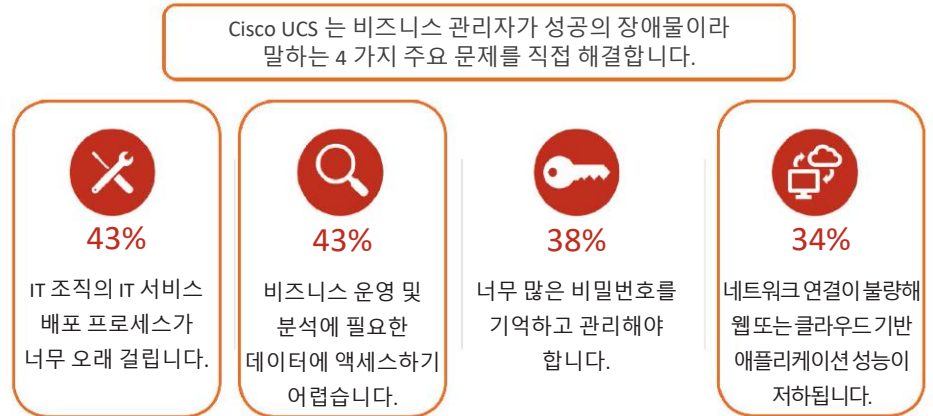 Cisco UCS 는 비즈니스 관리자가 성공의 장애물이라
말하는 4 가지 주요 문제를 직접 해결합니다.
43%
IT 조직의 IT 서비스
배포 프로세스가
너무 오래 걸립니다.
43%
비즈니스 운영 및
분석에 필요한
데이터에 액세스하기
어렵습니다.
38%
너무 많은 비밀번호를
기억하고 관리해야
합니다.
34%
네트워크 연결이 불량해
웹 또는 클라우드 기반
애플리케이션 성능이
저하됩니다.